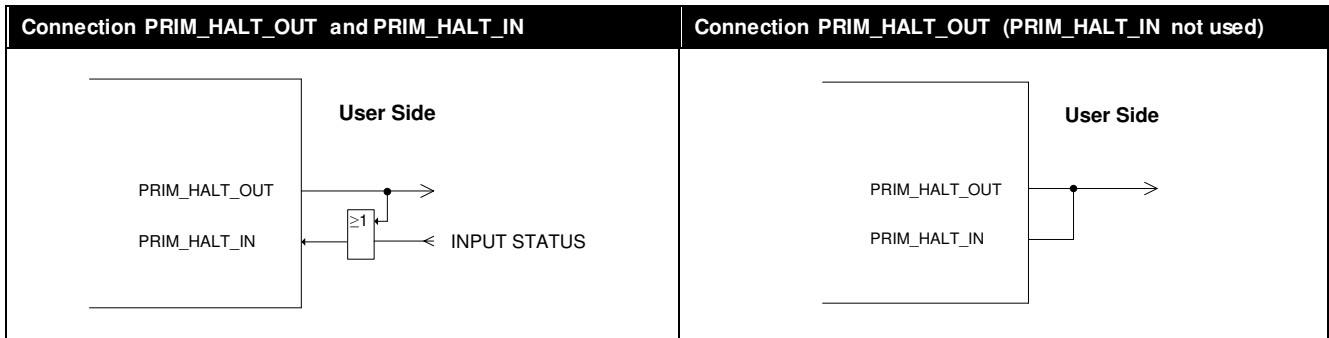 Connection PRIM_HALT_OUT and PRIM_HALT_IN
User Side
PRIM_HALT_OUT
≥1
PRIM_HALT_IN
INPUT STATUS
Connection PRIM_HALT_OUT (PRIM_HALT_IN not used)
User Side
PRIM_HALT_OUT
PRIM_HALT_IN